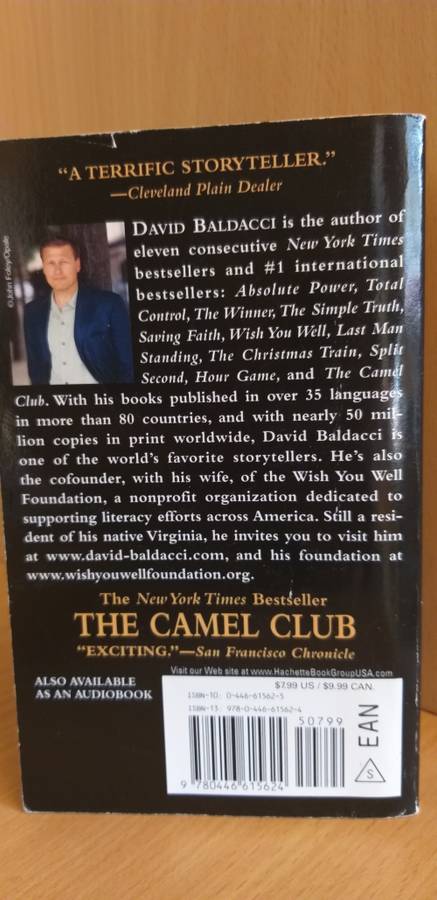 “A TERRIFIC STORYTELLER.”
—Cleveland Plain Dealer
©John Foley/Opale
DAVID BALDACCI is the author of
eleven consecutive New York Times
bestsellers and #1 international
bestsellers: Absolute Power, Total
Control, The Winner, The Simple Truth,
Saving Faith, Wish You Well, Last Man
Standing, The Christmas Train, Split
Second, Hour Game, and The Camel
Club. With his books published in over 35 languages
in more than 80 countries, and with nearly 50 mil-
lion copies in print worldwide, David Baldacci is
one of the world’s favorite storytellers. He’s also
the cofounder, with his wife, of the Wish You Well
Foundation, a nonprofit organization dedicated to
supporting literacy efforts across America. Still a resi-
dent of his native Virginia, he invites you to visit him
at www.david-baldacci.com, and his foundation at
www.wishyouwellfoundation.org.
The New York Times Bestseller
THE CAMEL CLUB
“EXCITING.”—San Francisco Chronicle
Visit our Web site at www.HachetteBookGroupUSA.com
ALSO AVAILABLE
AS AN AUDIOBOOK
$7.99 US / $9.99 CAN.
ISBN-10: 0-446-61562-5
ISBN-13: 978-0-446-61562-4
50799
EAN
S
9 780446 615624